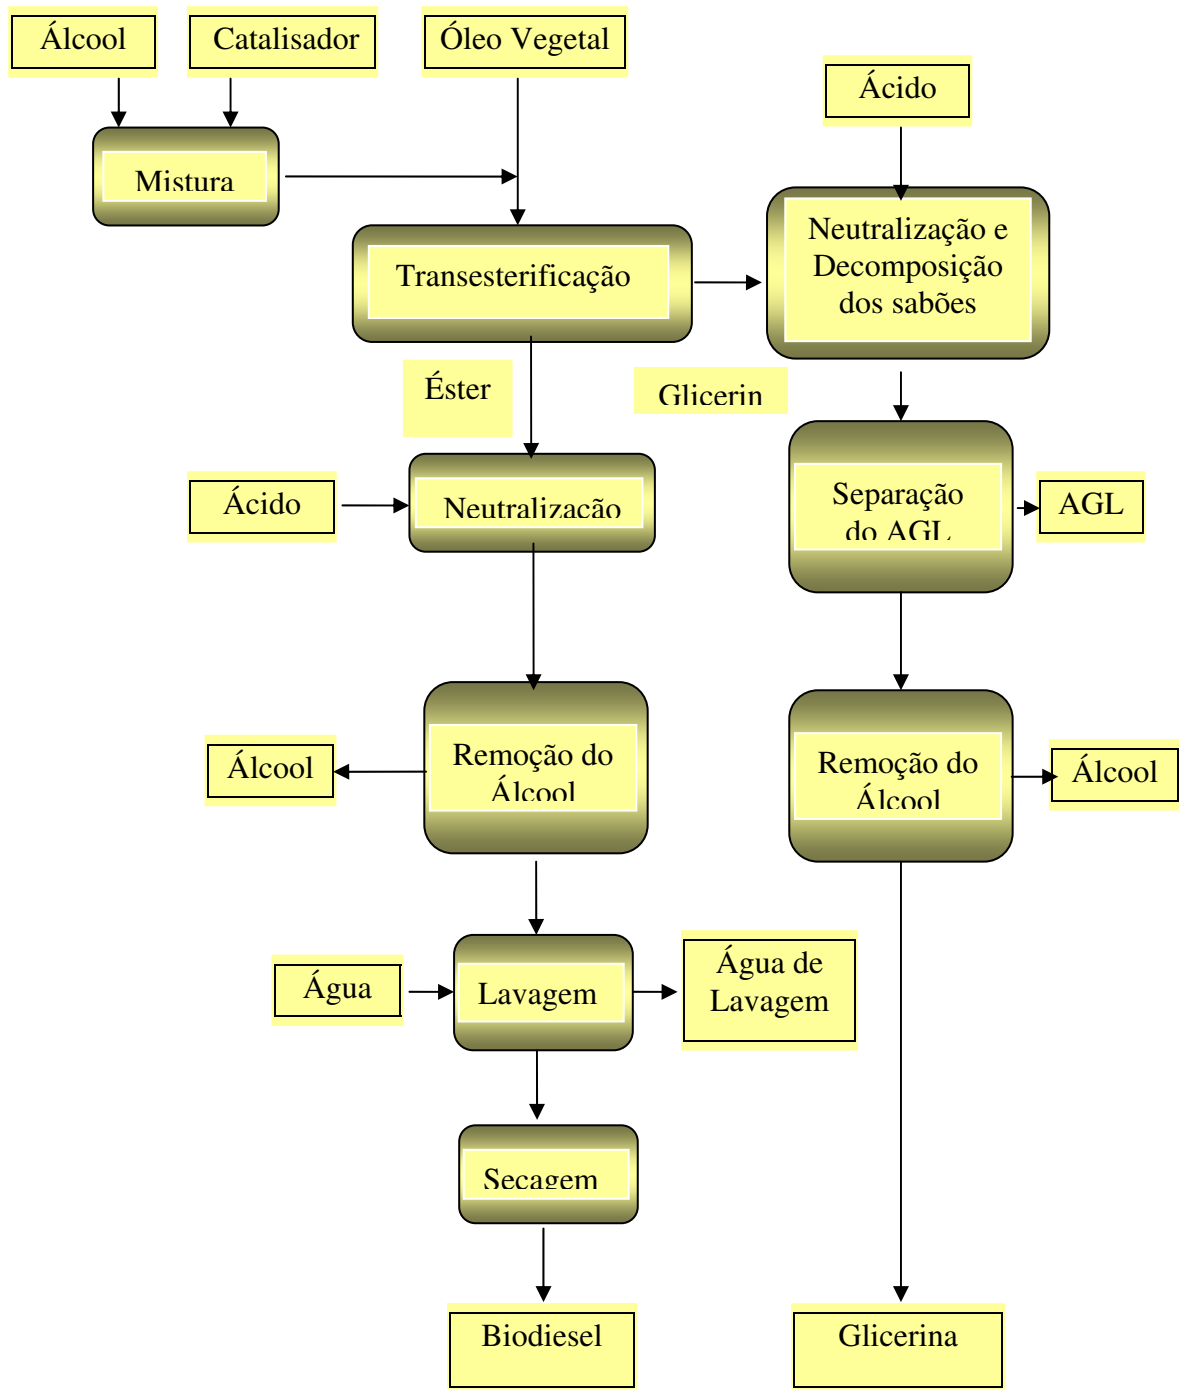 Álcool
Catalisador
Óleo Vegetal
Ácido
Mistura
Neutralização e
Decomposição
dos sabões
Transesterificação
Éster
Glicerin
Ácido
Neutralização
Separação
do AGL
AGL
Álcool
Remoção do
Álcool
Remoção do
Álcool
Álcool
Água
Lavagem
Água de
Lavagem
Secagem
Biodiesel
Glicerina